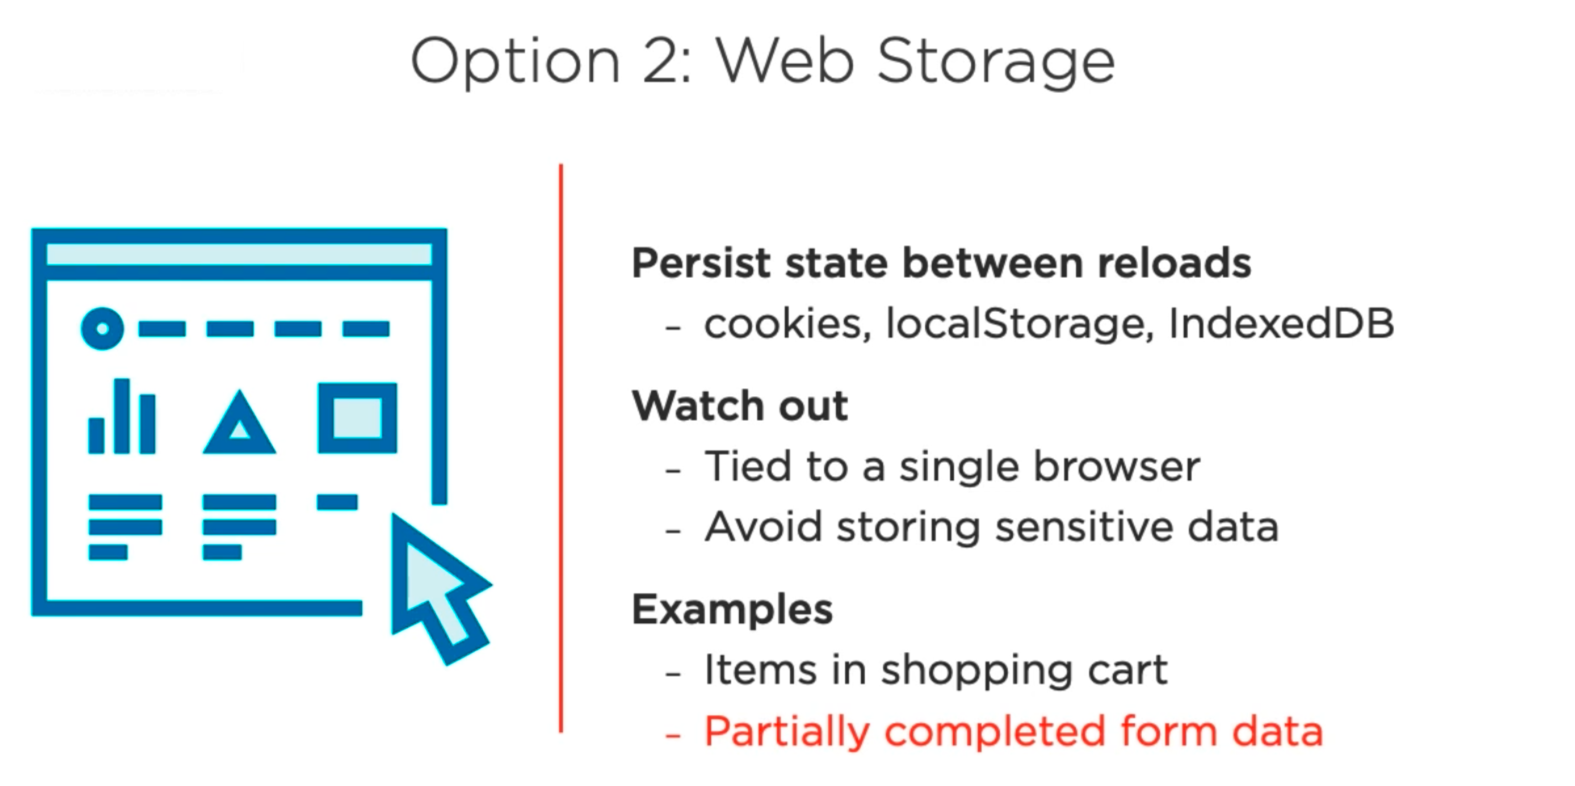 Option 2: Web Storage
Persist state between reloads
- cookies, localStorage, IndexedDB
Watch out
- Tied to a single browser
- Avoid storing sensitive data
Examples
- Items in shopping cart
- Partially completed form data